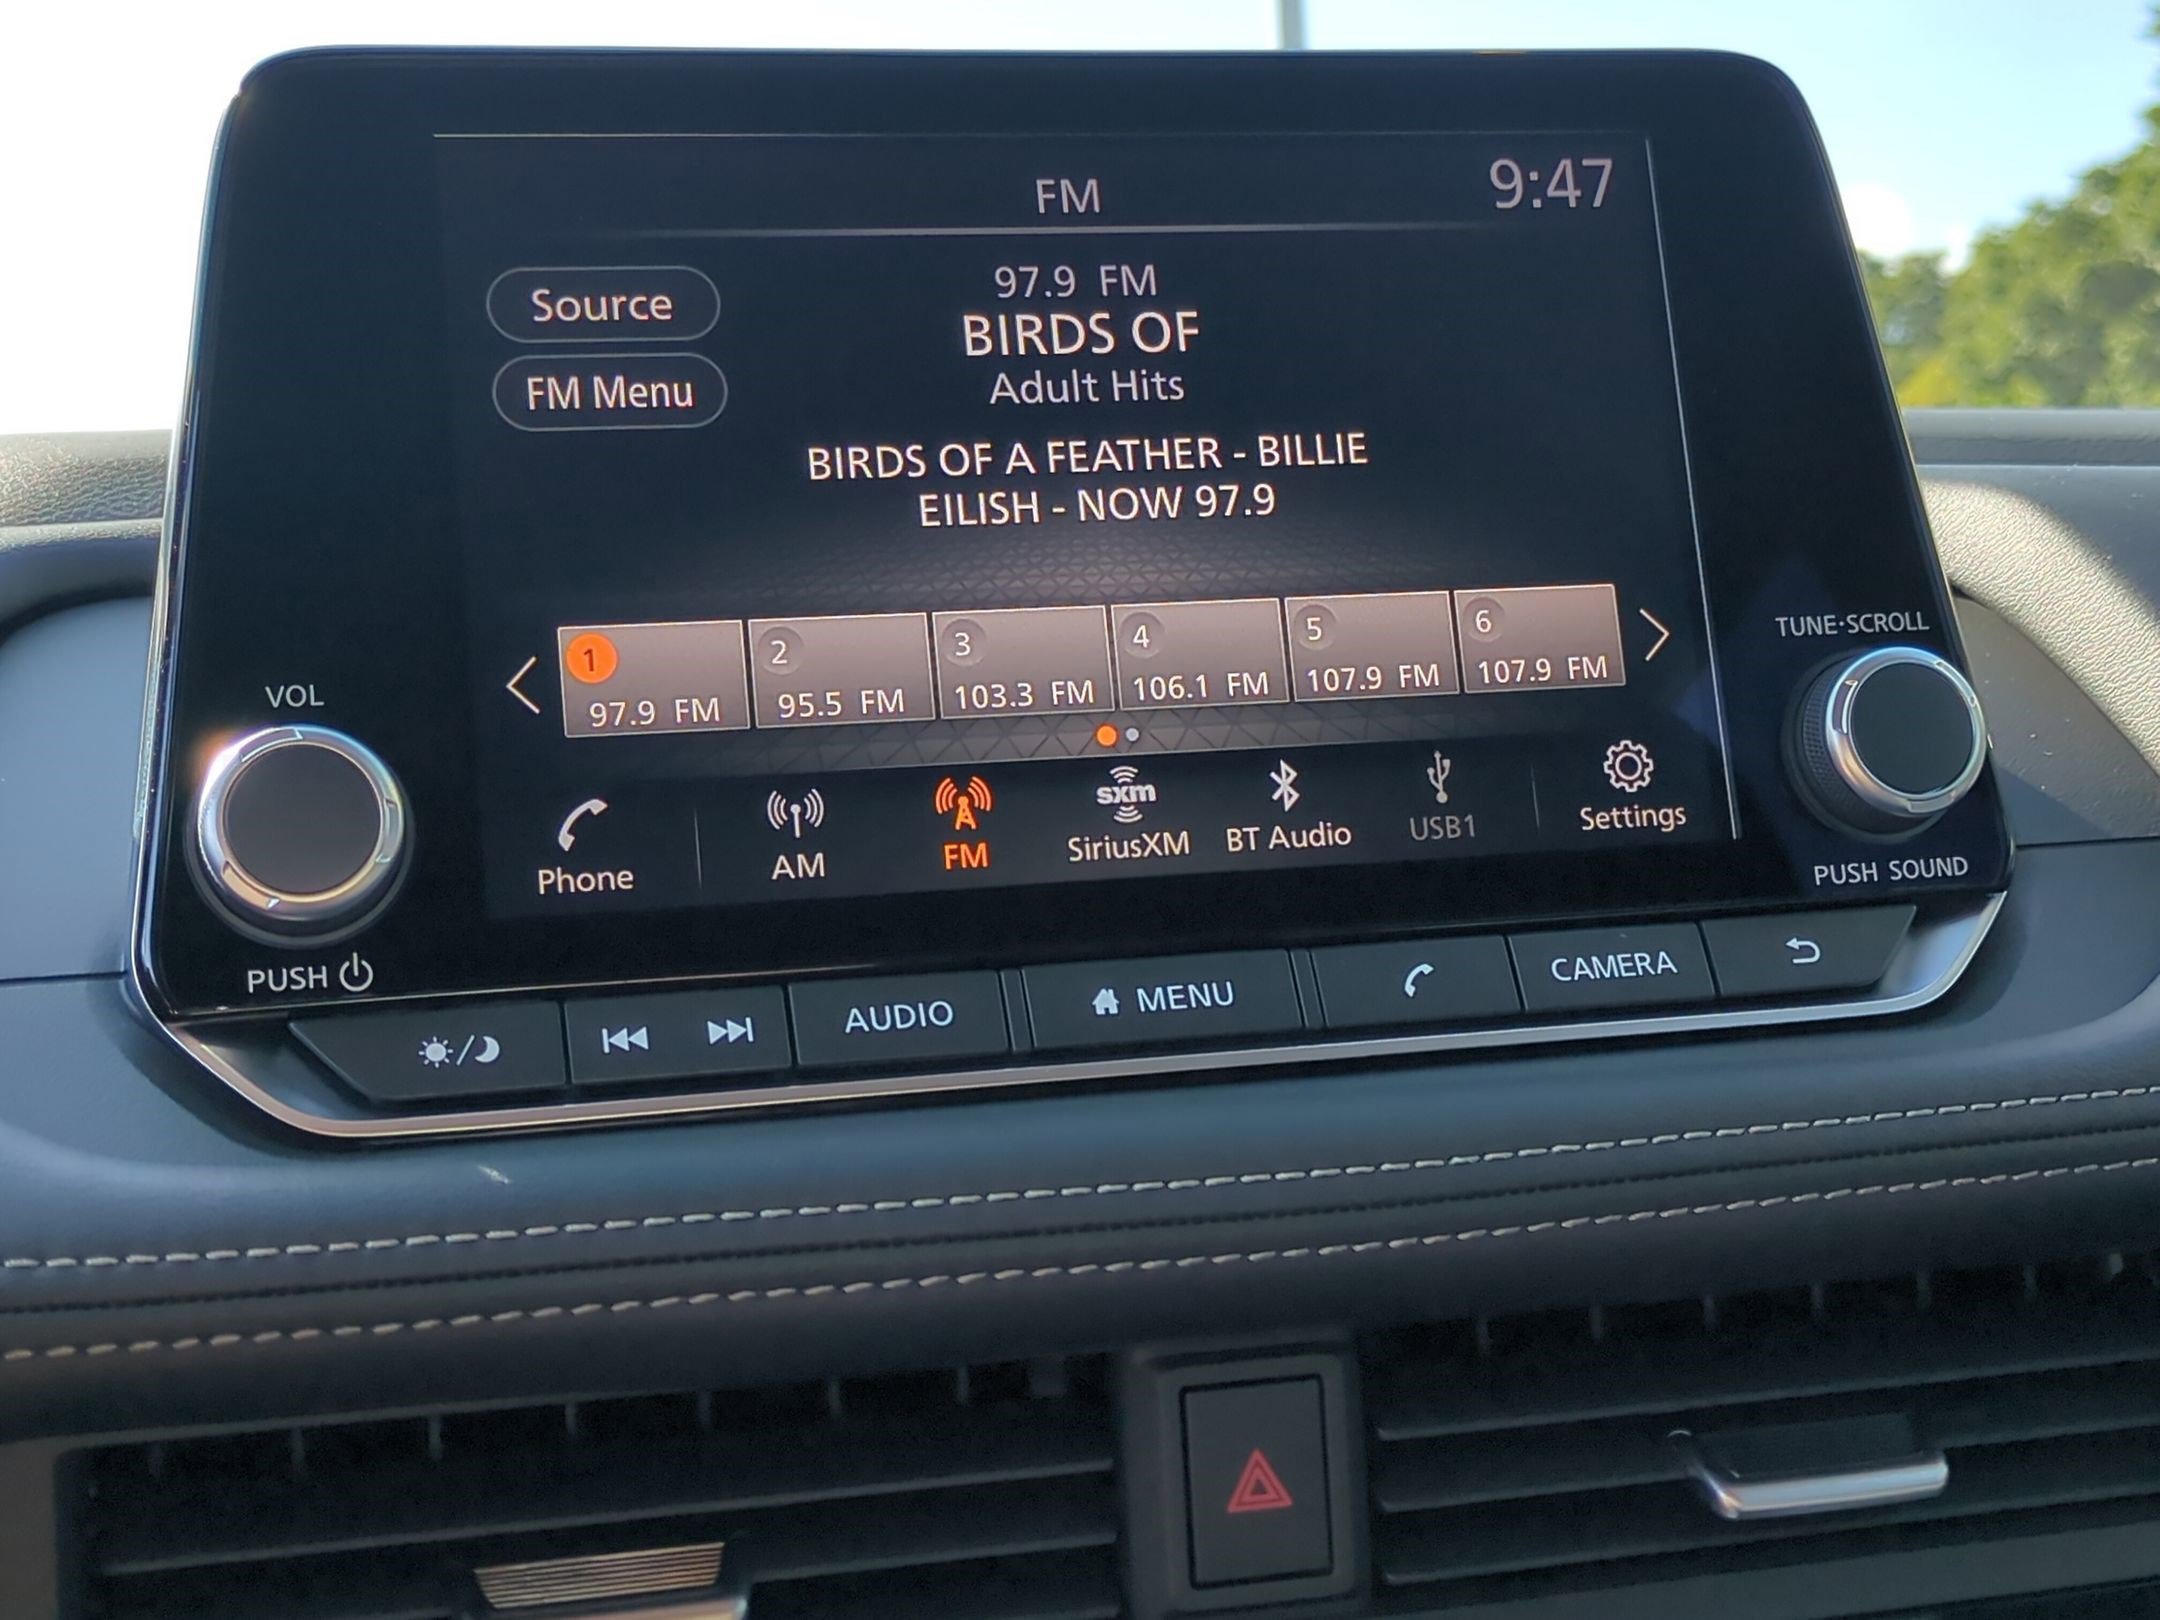 FM
9:47
Source
97.9 FM
BIRDS OF
FM Menu
Adult Hits
BIRDS OF A FEATHER - BILLIE
EILISH - NOW 97.9
1
97.9 FM
2
95.5 FM
3
103.3 FM
4
106.1 FM
5
107.9 FM
6
107.9 FM
VOL
TUNE·SCROLL
Phone
AM
FM
sxm
SiriusXM
BT Audio
USB1
Settings
PUSH
PUSH SOUND
AUDIO
MENU
CAMERA